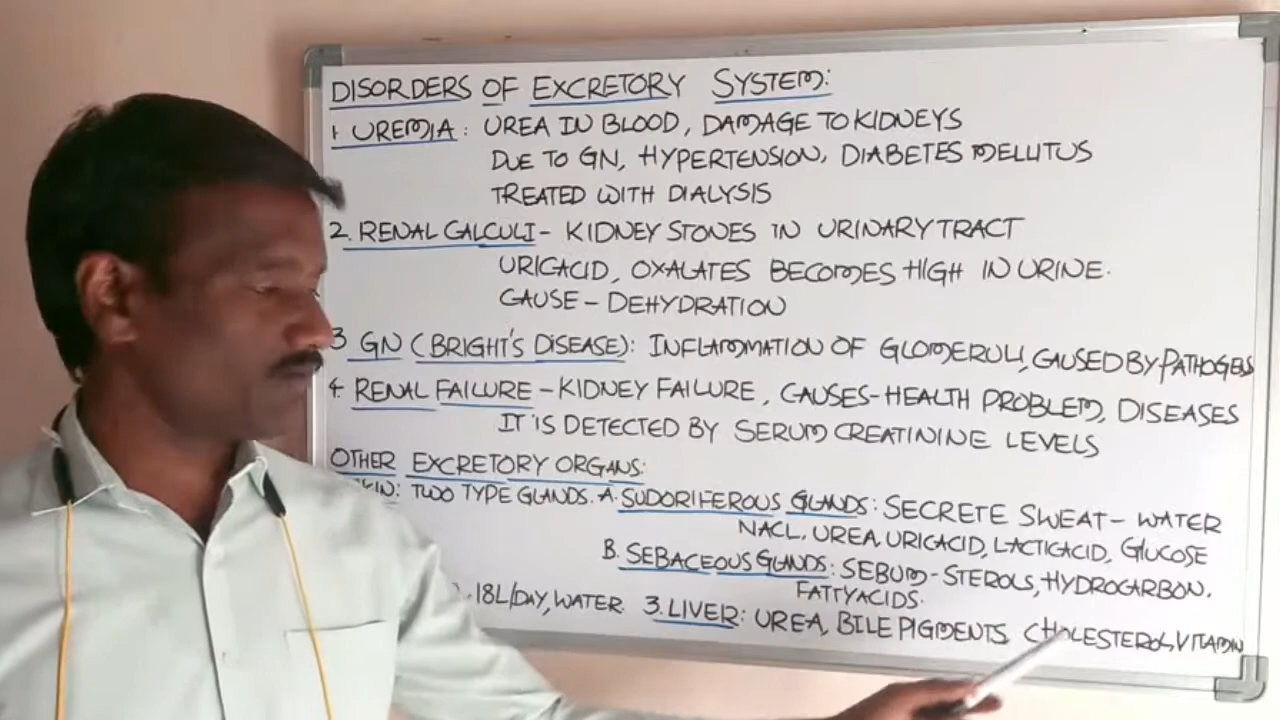 DISORDERS OF EXCRETORY SYSTEM:
1 UREMIA: UREA IN BLOOD, DAMAGE TO KIDNEYS
DUE TO GN, HYPERTENSION, DIABETES MELLITUS
TREATED WITH DIALYSIS
2. RENAL CALCULI - KIDNEY STONES IN URINARY TRACT
URICACID, OXALATES BECOMES HIGH IN URINE.
CAUSE - DEHYDRATION
3 GN (BRIGHT'S DISEASE): INFLAMMATION OF GLOMERULI, CAUSED BY PATHOGENS
4. RENAL FAILURE - KIDNEY FAILURE, CAUSES-HEALTH PROBLEM, DISEASES
IT IS DETECTED BY SERUM CREATININE LEVELS
OTHER EXCRETORY ORGANS:
KIN: TWO TYPE GLANDS. A. SUDORIFEROUS GLANDS: SECRETE SWEAT - WATER
NACL, UREA, URICACID, LACTICACID, GLUCOSE
B. SEBACEOUS GLANDS: SEBUM - STEROLS, HYDROCARBON.
FATTYACIDS.
18L/DAY, WATER. 3. LIVER: UREA, BILE PIGMENTS CHOLESTEROL, VITAMIN